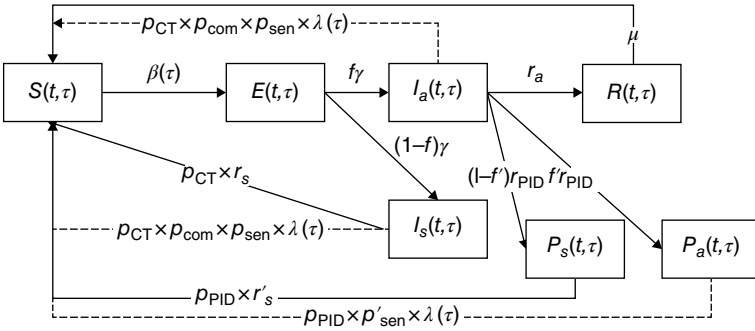 p_CT × p_com × p_sen × λ(τ)
μ
S(t,τ)
β(τ)
E(t,τ)
fγ
I_a(t,τ)
r_a
R(t,τ)
(1–f)γ
p_CT × r_s
(l–f′)r_PID
f′r_PID
p_CT × p_com × p_sen × λ(τ)
I_s(t,τ)
P_s(t,τ)
P_a(t,τ)
p_PID × r′_s
p_PID × p′_sen × λ(τ)